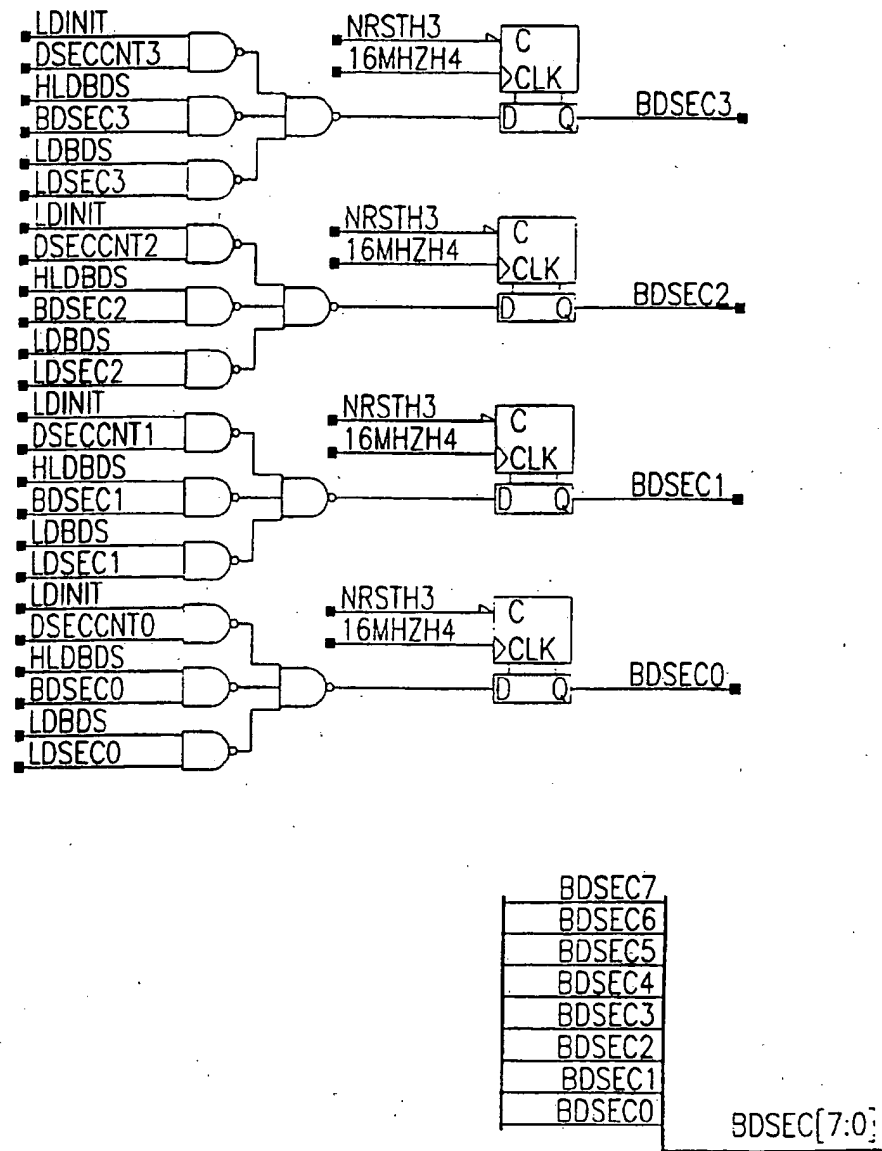 LDINIT
DSECCNT3
HLDBDS
BDSEC3
LDBDS
LDSEC3
NRSTH3
16MHZH4
C
CLK
D Q
BDSEC3
LDINIT
DSECCNT2
HLDBDS
BDSEC2
LDBDS
LDSEC2
NRSTH3
16MHZH4
C
CLK
D Q
BDSEC2
LDINIT
DSECCNT1
HLDBDS
BDSEC1
LDBDS
LDSEC1
NRSTH3
16MHZH4
C
CLK
D Q
BDSEC1
LDINIT
DSECCNT0
HLDBDS
BDSEC0
LDBDS
LDSEC0
NRSTH3
16MHZH4
C
CLK
D Q
BDSEC0
BDSEC7
BDSEC6
BDSEC5
BDSEC4
BDSEC3
BDSEC2
BDSEC1
BDSEC0
BDSEC[7:0]